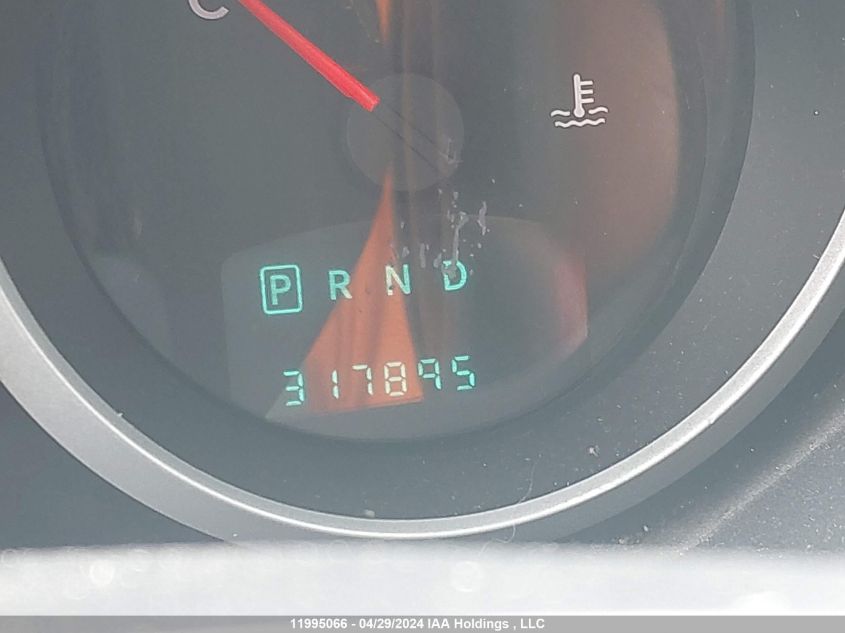 C
P R N D
317895
11995066 - 04/29/2024 IAA Holdings , LLC